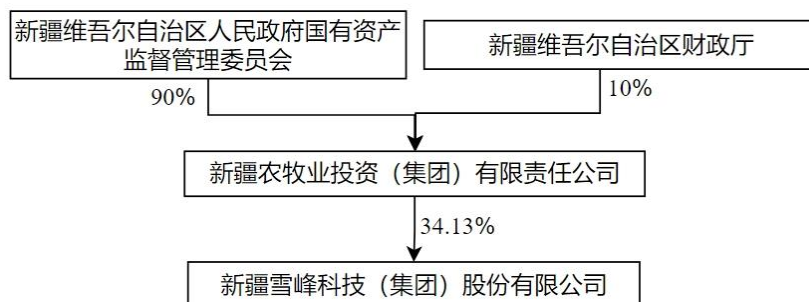 新疆维吾尔自治区人民政府国有资产
监督管理委员会
新疆维吾尔自治区财政厅
90%
10%
新疆农牧业投资（集团）有限责任公司
34.13%
新疆雪峰科技（集团）股份有限公司